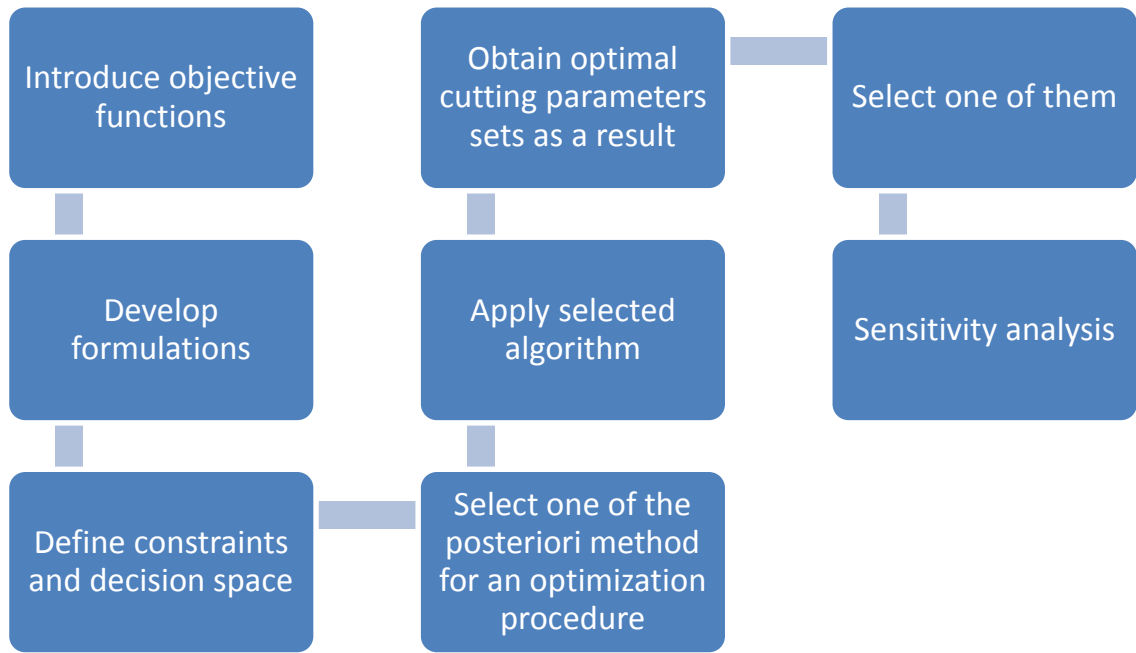 Introduce objective
functions
Develop
formulations
Define constraints
and decision space
Select one of the
posteriori method
for an optimization
procedure
Apply selected
algorithm
Obtain optimal
cutting parameters
sets as a result
Select one of them
Sensitivity analysis